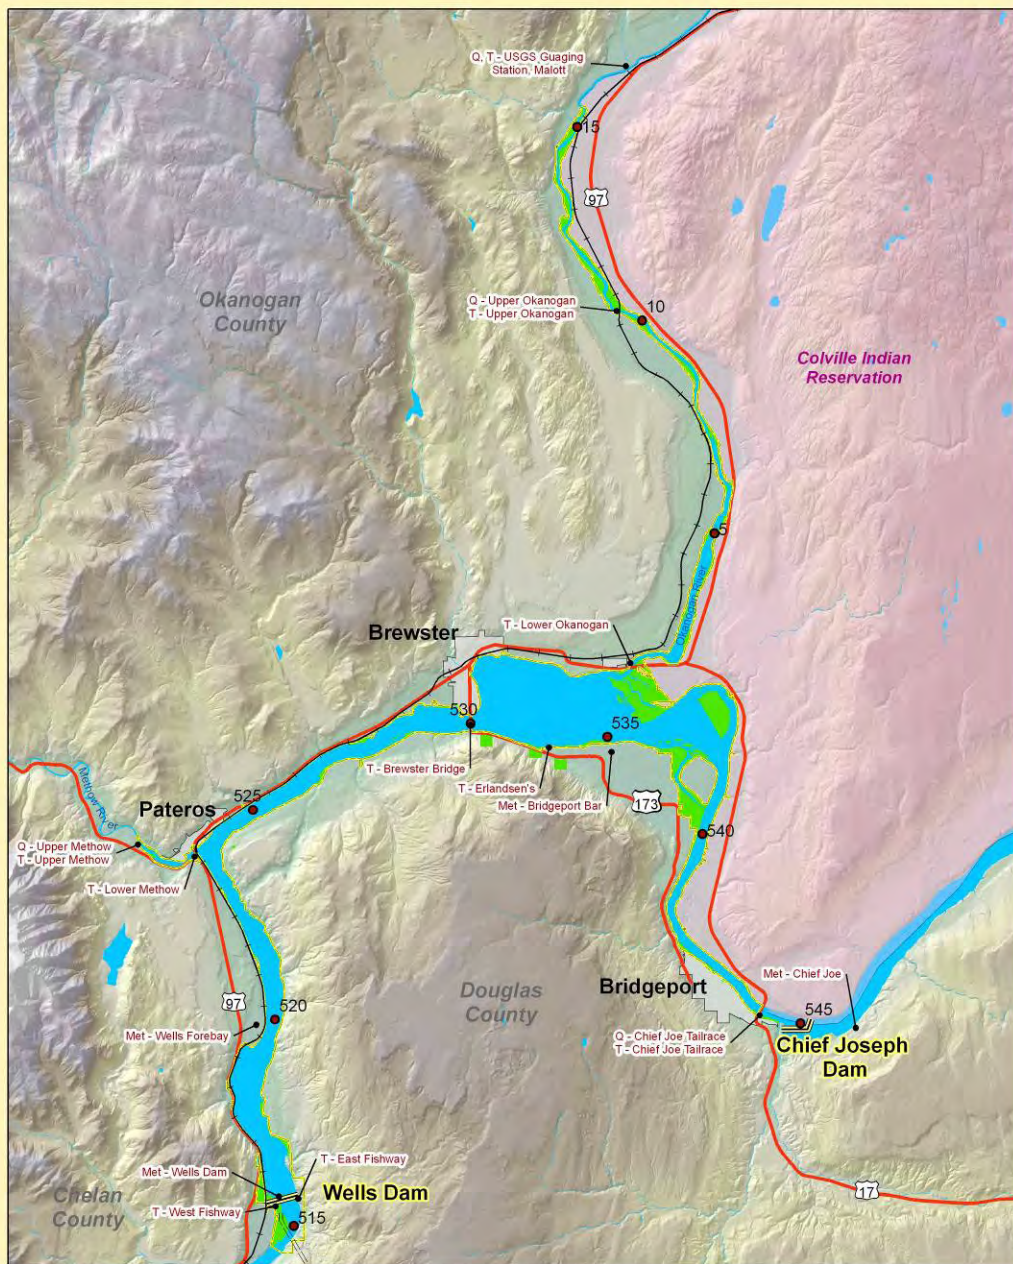 Q, T - USGS Guaging
Station, Malott
15
97
Okanogan
County
Q - Upper Okanogan
T - Upper Okanogan
10
Colville Indian
Reservation
5
Okanogan River
Brewster
T - Lower Okanogan
530
535
T - Brewster Bridge
T - Erlandsen's
Met - Bridgeport Bar
173
Methow River
Pateros
525
540
Q - Upper Methow
T - Upper Methow
T - Lower Methow
Met - Chief Joe
Bridgeport
Douglas
County
97
520
545
Met - Wells Forebay
Q - Chief Joe Tailrace
T - Chief Joe Tailrace
Chief Joseph
Dam
T - East Fishway
Met - Wells Dam
Wells Dam
17
Chelan
County
T - West Fishway
515